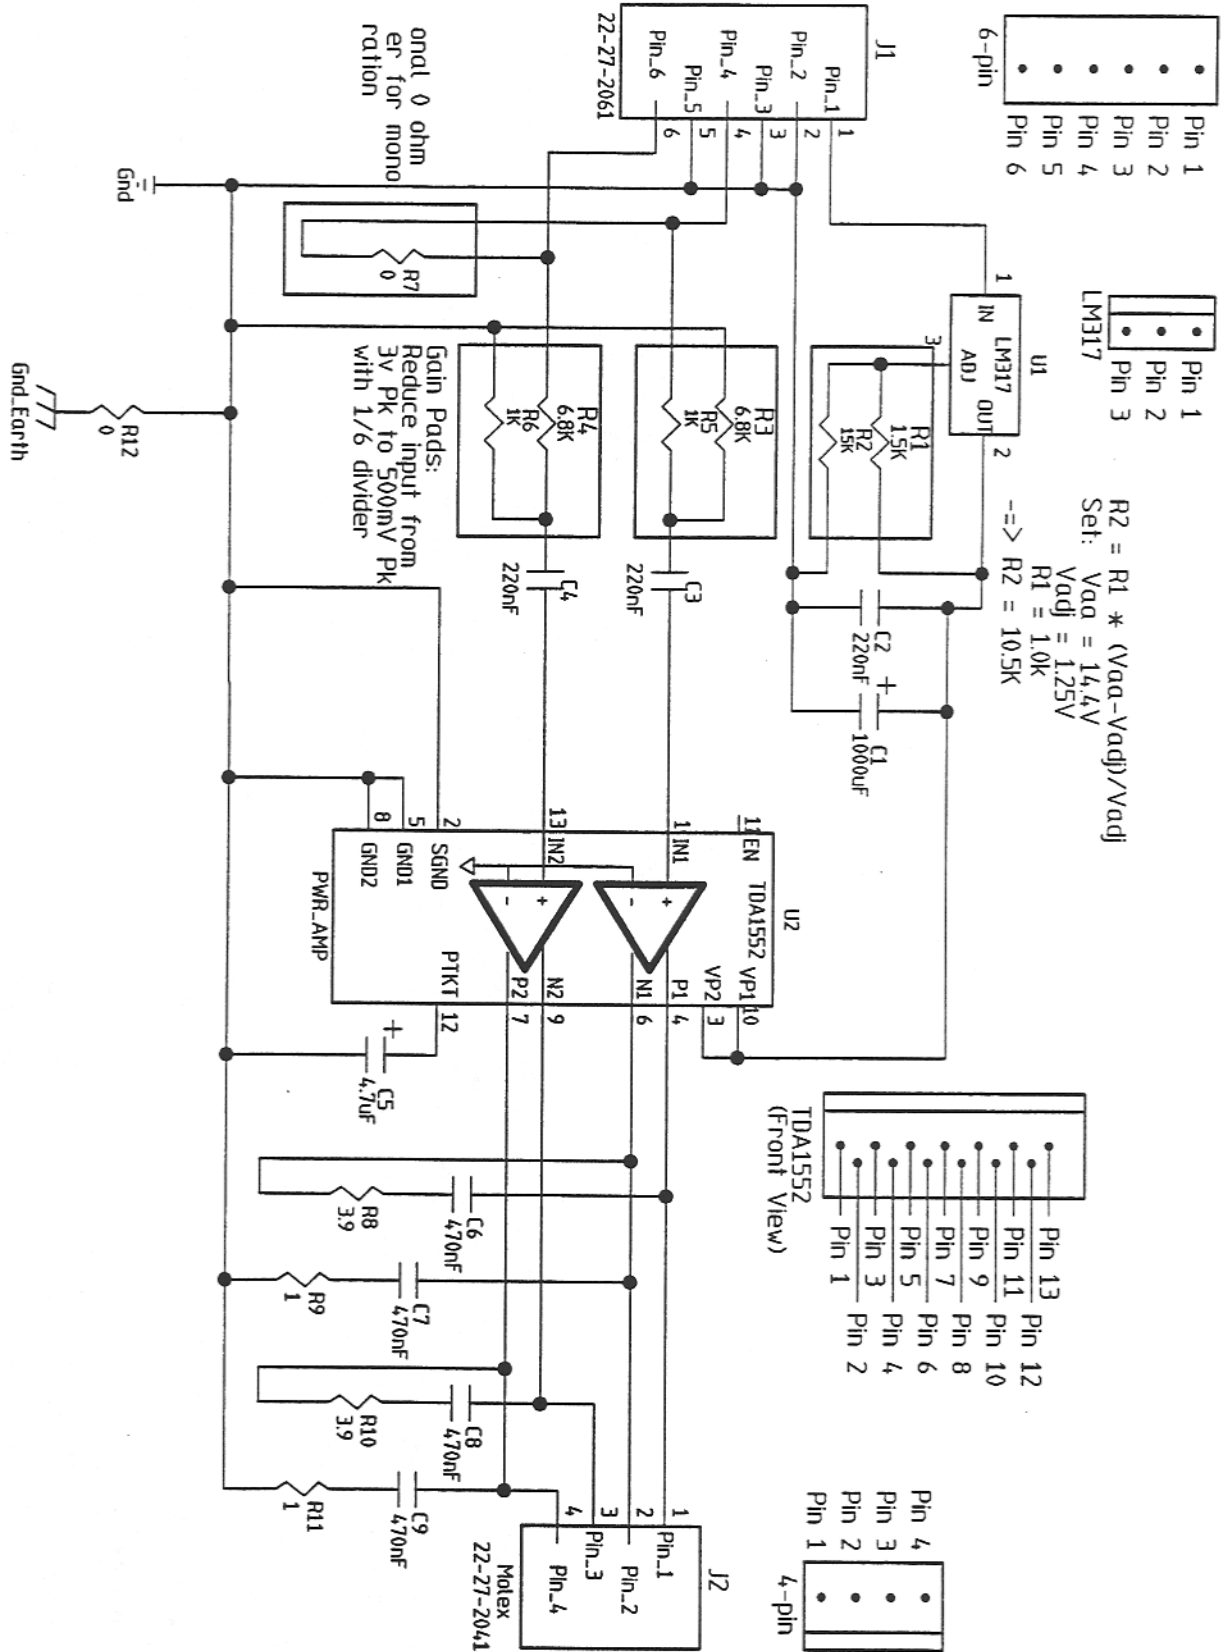 Pin 1
Pin 2
Pin 3
Pin 4
Pin 5
Pin 6
6-pin
Pin 1
Pin 2
Pin 3
LM317
R2 = R1 * (Vaa-Vadj)/Vadj
Set: Vaa = 14.4V
Vadj = 1.25V
R1 = 1.0k
-=> R2 = 10.5K
Pin 13
Pin 12
Pin 11
Pin 10
Pin 9
Pin 8
Pin 7
Pin 6
Pin 5
Pin 4
Pin 3
Pin 2
Pin 1
TDA1552
(Front View)
Pin 4
Pin 3
Pin 2
Pin 1
4-pin
J1
Pin_1
1
Pin_2
2
Pin_3
3
Pin_4
4
Pin_5
5
Pin_6
6
22-27-2061
U1
1
IN
LM317
OUT
2
ADJ
3
R1
1.5K
R2
15K
C2
220nF
+
C1
1000uF
R3
6.8K
R5
1K
C3
220nF
R4
6.8K
R6
1K
C4
220nF
Gain Pads:
Reduce input from
3v Pk to 500mV Pk
with 1/6 divider
R7
0
onal 0 ohm
er for mono
ration
Gnd
R12
0
Gnd_Earth
U2
TDA1552
11
EN
VP1
10
VP2
3
1
IN1
+
-
P1
4
N1
6
13
IN2
+
-
N2
9
P2
7
2
SGND
5
GND1
8
GND2
PTKT
12
PWR_AMP
+
C5
4.7uF
C6
470nF
R8
3.9
C7
470nF
R9
1
C8
470nF
R10
3.9
C9
470nF
R11
1
J2
1
Pin_1
2
Pin_2
3
Pin_3
4
Pin_4
Molex
22-27-2041